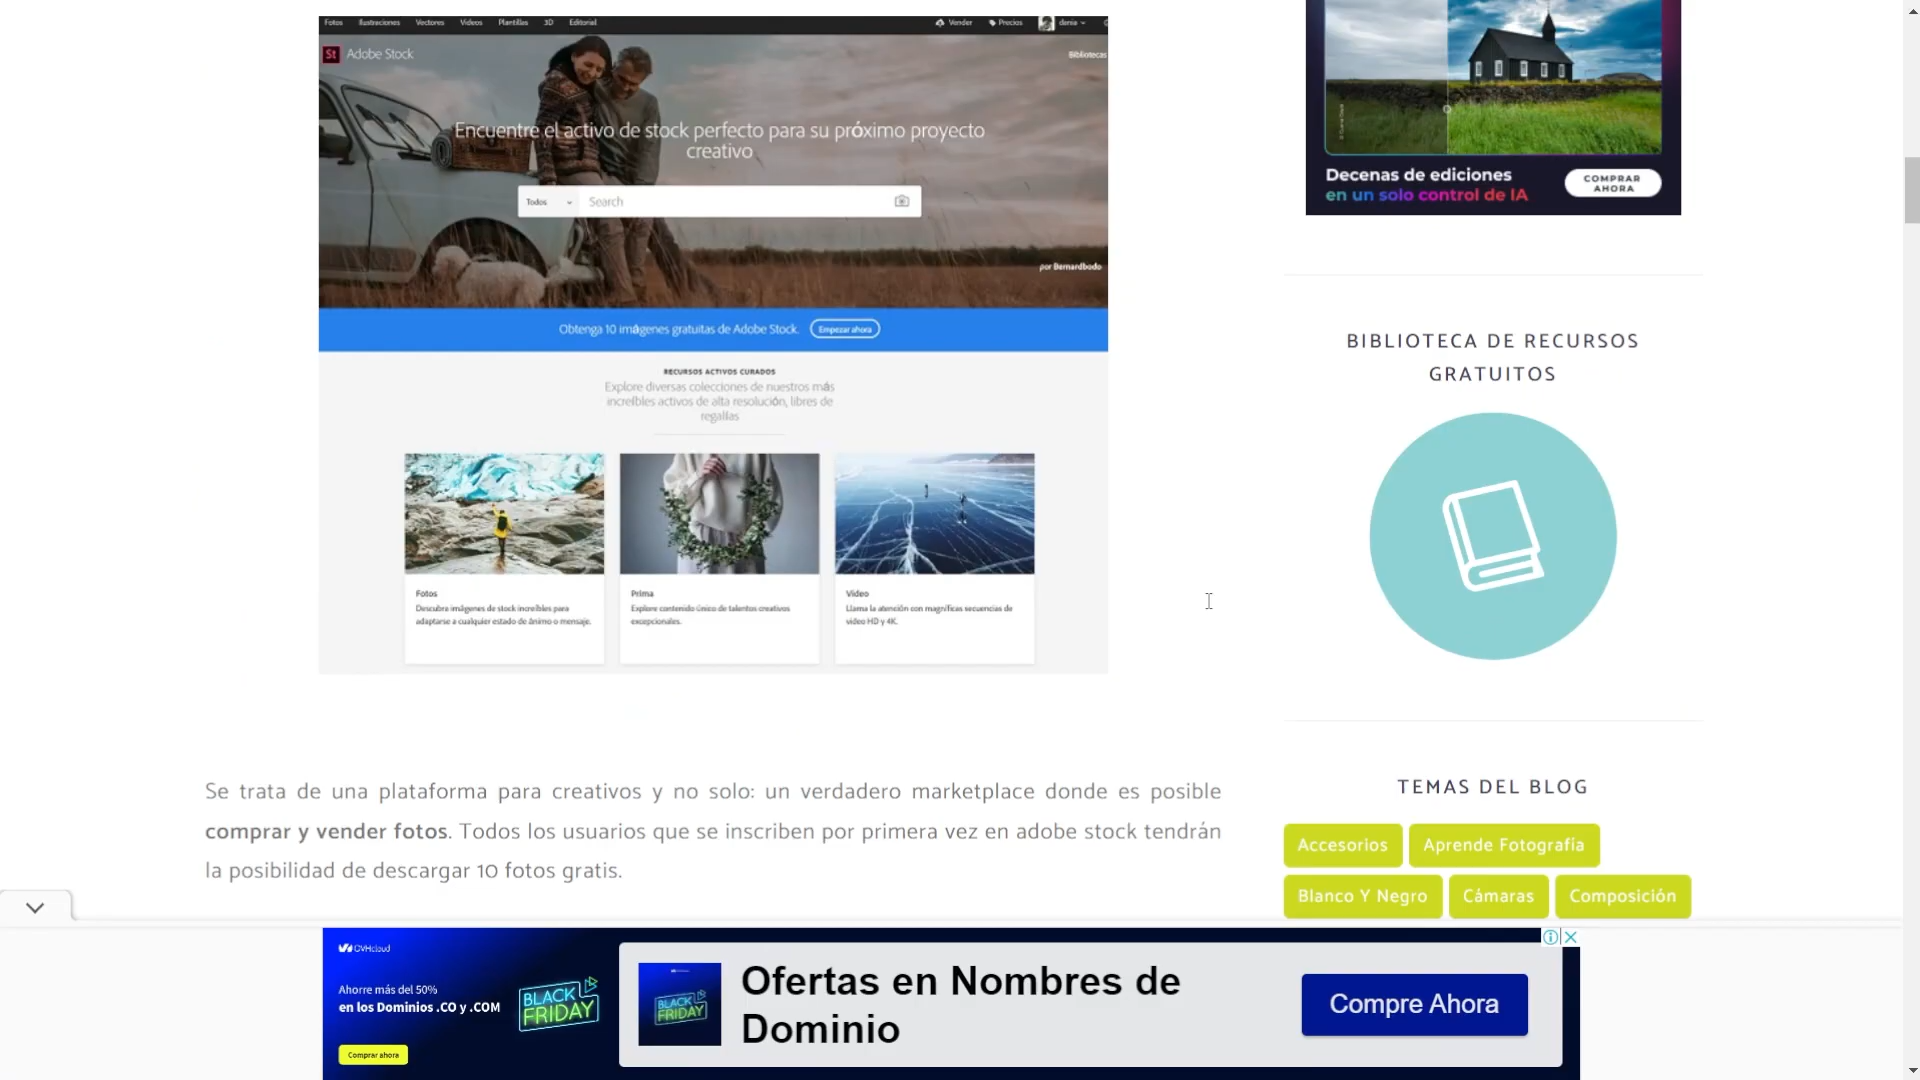 Fotos Ilustraciones Vectores Videos Plantillas 3D Editorial
Vender Precios denia
St Adobe Stock
Bibliotecas
Encuentre el activo de stock perfecto para su próximo proyecto
creativo
Todos Search
por Bernardbodo
Obtenga 10 imágenes gratuitas de Adobe Stock. Empezar ahora
RECURSOS ACTIVOS CURADOS
Explore diversas colecciones de nuestros más
increíbles activos de alta resolución, libres de
regalías
Fotos
Descubra imágenes de stock increíbles para
adaptarse a cualquier estado de ánimo o mensaje.
Prima
Explore contenido único de talentos creativos
excepcionales.
Video
Llama la atención con magníficas secuencias de
video HD y 4K.
Se trata de una plataforma para creativos y no solo: un verdadero marketplace donde es posible
comprar y vender fotos. Todos los usuarios que se inscriben por primera vez en adobe stock tendrán
la posibilidad de descargar 10 fotos gratis.
Decenas de ediciones
en un solo control de IA
COMPRAR
AHORA
BIBLIOTECA DE RECURSOS
GRATUITOS
TEMAS DEL BLOG
Accesorios Aprende Fotografía
Blanco Y Negro Cámaras Composición
OVHcloud
Ahorre más del 50%
en los Dominios .CO y .COM
Comprar ahora
BLACK
FRIDAY
BLACK
FRIDAY
Ofertas en Nombres de
Dominio
Compre Ahora